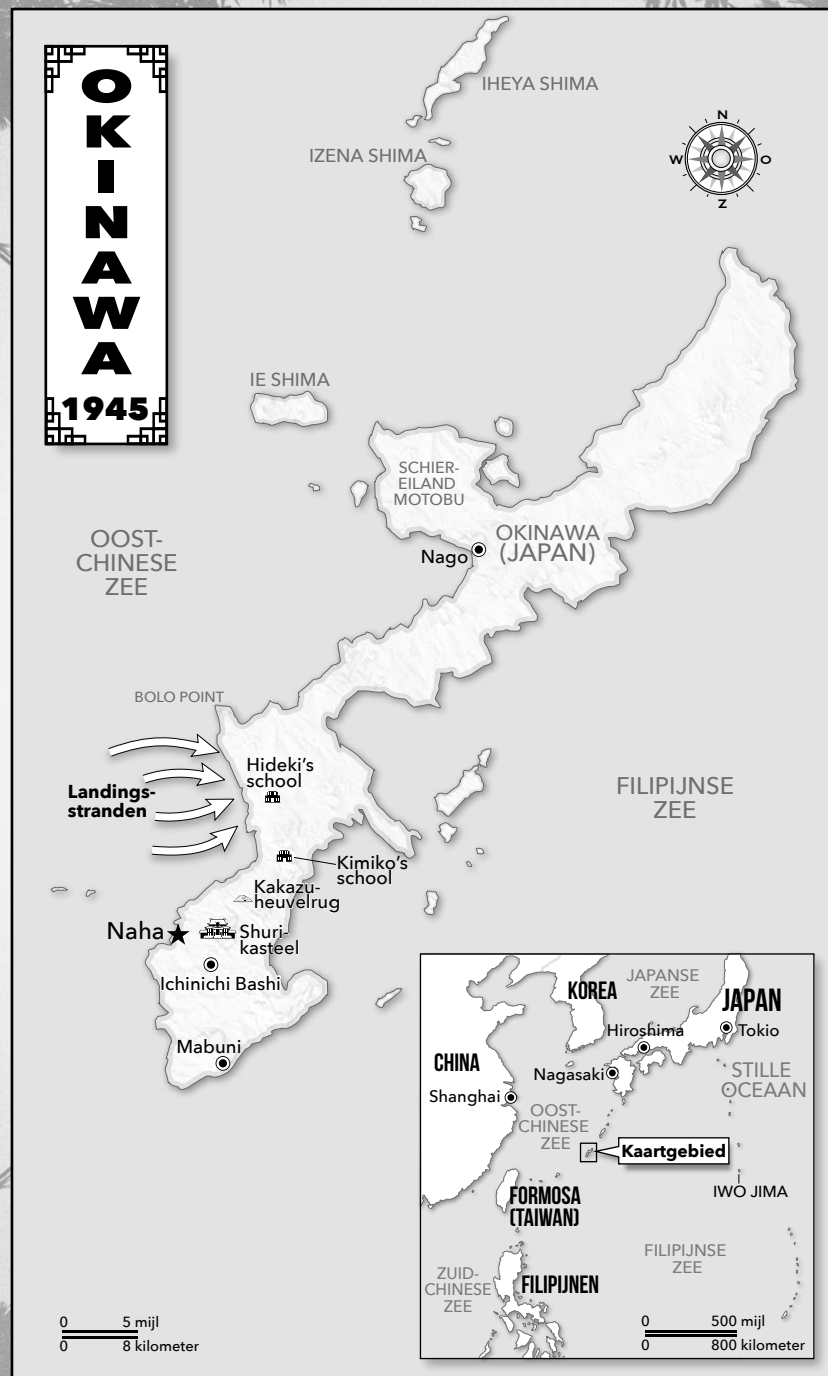 OKINAWA
1945
IHEYA SHIMA
IZENA SHIMA
N
W
O
Z
IE SHIMA
SCHIER-
EILAND
MOTOBU
OOST-
CHINESE
ZEE
OKINAWA
(JAPAN)
Nago
BOLO POINT
Hideki's
school
Landings-
stranden
FILIPIJNSE
ZEE
Kimiko's
school
Kakazu-
heuvelrug
Naha
Shuri-
kasteel
Ichinichi Bashi
Mabuni
KOREA
JAPANSE
ZEE
JAPAN
Hiroshima
Tokio
CHINA
Nagasaki
STILLE
OCEAAN
Shanghai
OOST-
CHINESE
ZEE
Kaartgebied
FORMOSA
(TAIWAN)
IWO JIMA
ZUID-
CHINESE
ZEE
FILIPIJNEN
FILIPIJNSE
ZEE
0 5 mijl
0 8 kilometer
0 500 mijl
0 800 kilometer